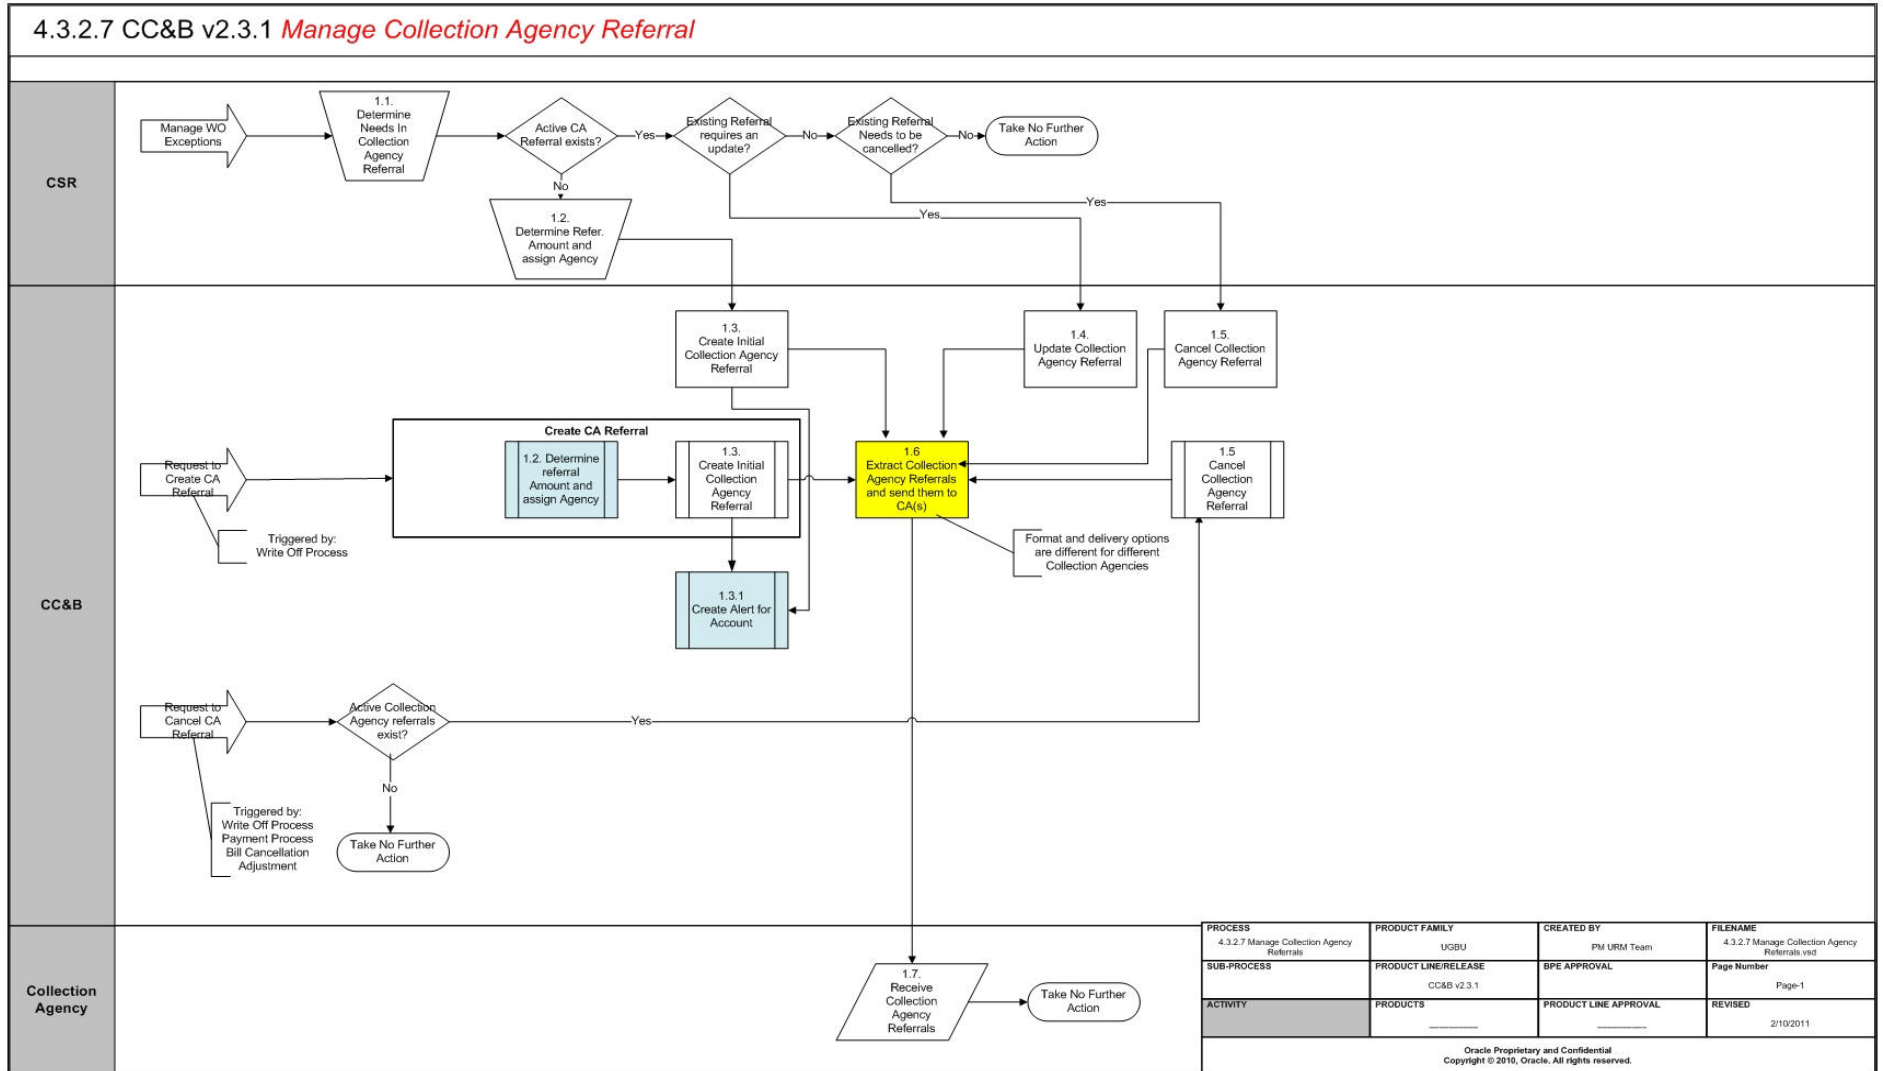 4.3.2.7 CC&B v2.3.1 Manage Collection Agency Referral
CSR
Manage WO
Exceptions
1.1.
Determine
Needs In
Collection
Agency
Referral
Active CA
Referral exists?
Yes
No
Existing Referral
requires an
update?
No
Yes
Existing Referral
Needs to be
cancelled?
No
Yes
Take No Further
Action
1.2.
Determine Refer.
Amount and
assign Agency
CC&B
1.3.
Create Initial
Collection Agency
Referral
1.4.
Update Collection
Agency Referral
1.5.
Cancel Collection
Agency Referral
Request to
Create CA
Referral
Triggered by:
Write Off Process
Create CA Referral
1.2. Determine
referral
Amount and
assign Agency
1.3.
Create Initial
Collection
Agency
Referral
1.6
Extract Collection
Agency Referrals
and send them to
CA(s)
1.5
Cancel
Collection
Agency
Referral
Format and delivery options
are different for different
Collection Agencies
1.3.1
Create Alert for
Account
Request to
Cancel CA
Referral
Active Collection
Agency referrals
exist?
Yes
No
Triggered by:
Write Off Process
Payment Process
Bill Cancellation
Adjustment
Take No Further
Action
Collection
Agency
1.7.
Receive
Collection
Agency
Referrals
Take No Further
Action
PROCESS
4.3.2.7 Manage Collection Agency
Referrals
PRODUCT FAMILY
UGBU
CREATED BY
PM URM Team
FILENAME
4.3.2.7 Manage Collection Agency
Referrals.vsd
SUB-PROCESS
PRODUCT LINE/RELEASE
CC&B v2.3.1
BPE APPROVAL
Page Number
Page-1
ACTIVITY
PRODUCTS
PRODUCT LINE APPROVAL
REVISED
2/10/2011
Oracle Proprietary and Confidential
Copyright © 2010, Oracle. All rights reserved.